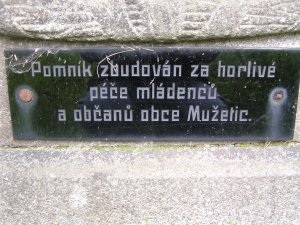 Pomník zbudován za horlivé
péče mládenců
a občanů obce Mužetic.